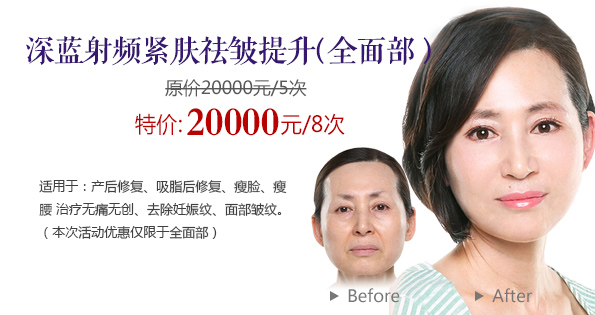 深蓝射频紧肤祛皱提升(全面部)
原价20000元/5次
特价:20000元/8次
适用于：产后修复、吸脂后修复、瘦脸、瘦
腰 治疗无痛无创、去除妊娠纹、面部皱纹。
（本次活动优惠仅限于全面部）
Before
After